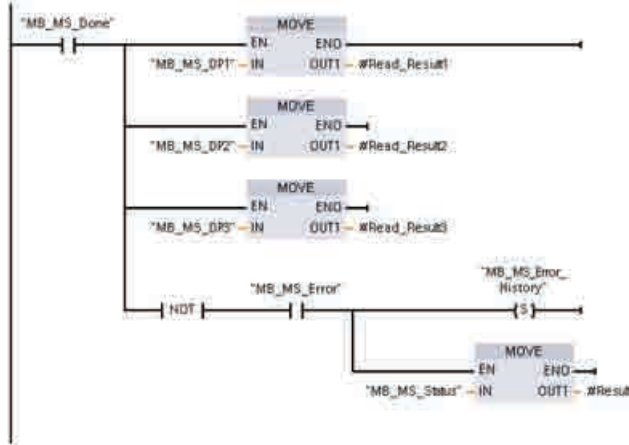 "MB_MS_Done"
MOVE
EN ENO
"MB_MS_DP1" IN OUT1 #Read_Result1
MOVE
EN ENO
"MB_MS_DP2" IN OUT1 #Read_Result2
MOVE
EN ENO
"MB_MS_DP3" IN OUT1 #Read_Result3
"MB_MS_Error_
History"
NOT "MB_MS_Error" S
MOVE
EN ENO
"MB_MS_Status" IN OUT1 #Result